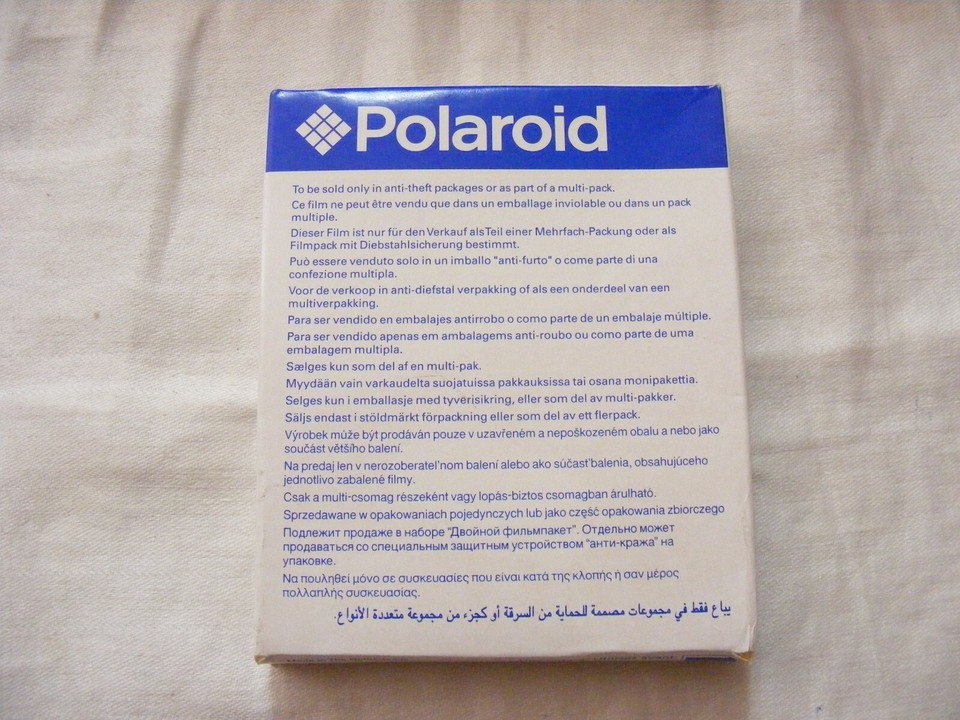 Polaroid
To be sold only in anti-theft packages or as part of a multi-pack.
Ce film ne peut être vendu que dans un emballage inviolable ou dans un pack
multiple.
Dieser Film ist nur für den Verkauf alsTeil einer Mehrfach-Packung oder als
Filmpack mit Diebstahlsicherung bestimmt.
Può essere venduto solo in un imballo "anti-furto" o come parte di una
confezione multipla.
Voor de verkoop in anti-diefstal verpakking of als een onderdeel van een
multiverpakking.
Para ser vendido en embalajes antirrobo o como parte de un embalaje múltiple.
Para ser vendido apenas em ambalagems anti-roubo ou como parte de uma
embalagem multipla.
Sælges kun som del af en multi-pak.
Myydään vain varkaudelta suojatuissa pakkauksissa tai osana monipakettia.
Selges kun i emballasje med tyverisikring, eller som del av multi-pakker.
Säljs endast i stöldmärkt förpackning eller som del av ett flerpack.
Výrobek může být prodáván pouze v uzavřeném a nepoškozeném obalu a nebo jako
součást většího balení.
Na predaj len v nerozoberateľnom balení alebo ako súčasť balenia, obsahujúceho
jednotlivo zabalené filmy.
Csak a multi-csomag részeként vagy lopás-biztos csomagban árulható.
Sprzedawane w opakowaniach pojedynczych lub jako część opakowania zbiorczego
Подлежит продаже в наборе "Двойной фильмпакет". Отдельно может
продаваться со специальным защитным устройством "анти-кража" на
упаковке.
Να πουληθεί μόνο σε συσκευασίες που είναι κατά της κλοπής ή σαν μέρος
πολλαπλής συσκευασίας.
يباع فقط في مجموعات مصممة للحماية من السرقة أو كجزء من مجموعة متعددة الأنواع.